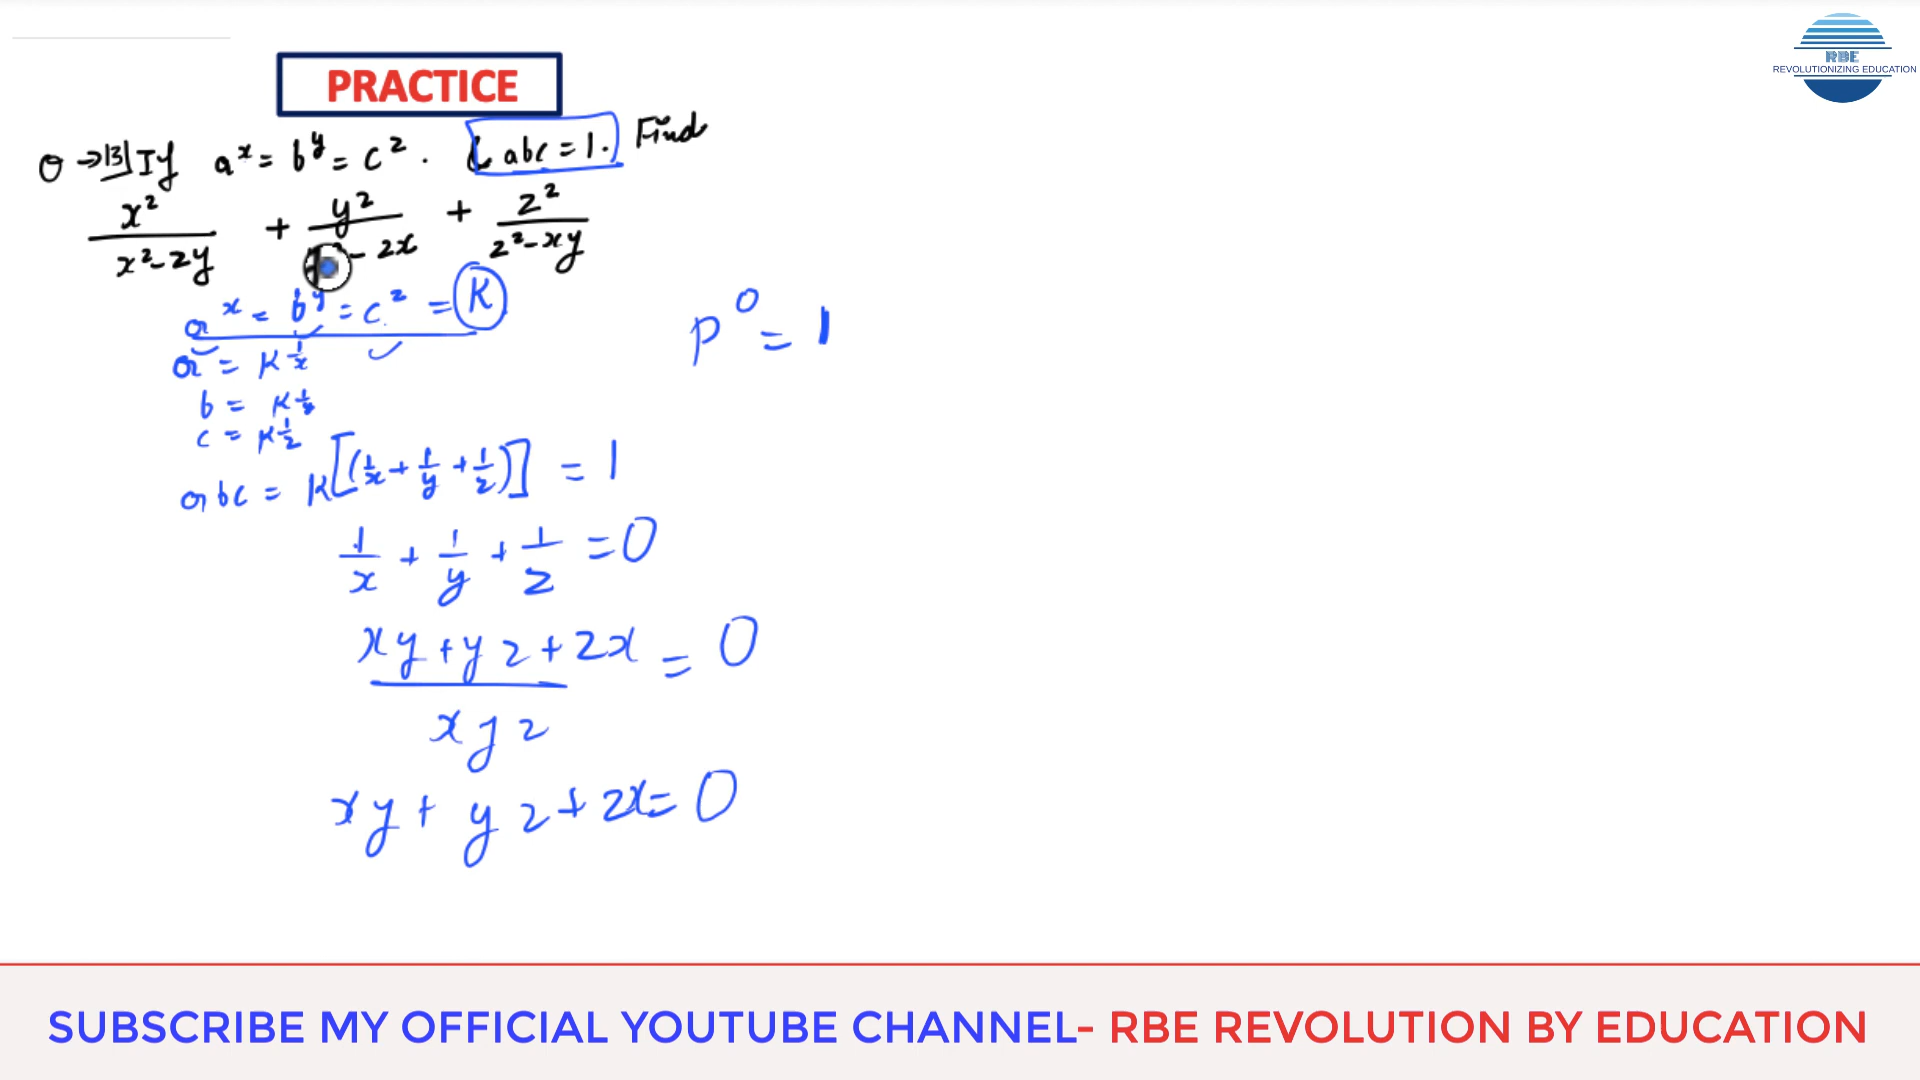 RBE
REVOLUTIONIZING EDUCATION
PRACTICE
Q → 13| If a^x = b^y = c^z . & abc = 1. Find
x²/(x² - zy) + y²/( - zx) + z²/(z² - xy)
a^x = b^y = c^z = K
a = K^(1/x)
b = K^(1/y)
c = K^(1/z)
P^0 = 1
abc = K[(1/x + 1/y + 1/z)] = 1
1/x + 1/y + 1/z = 0
(xy + yz + zx)/xyz = 0
xy + yz + zx = 0
SUBSCRIBE MY OFFICIAL YOUTUBE CHANNEL- RBE REVOLUTION BY EDUCATION